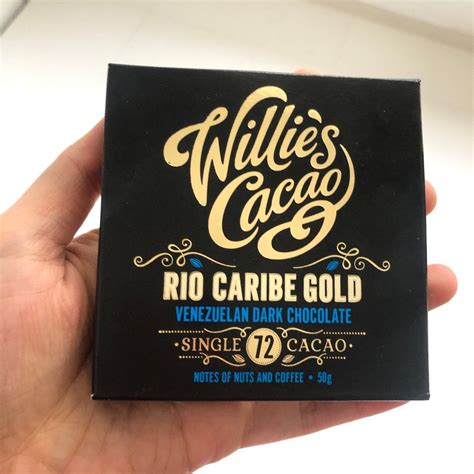 Willie's
Cacao
RIO CARIBE GOLD
VENEZUELAN DARK CHOCOLATE
SINGLE 72 CACAO
NOTES OF NUTS AND COFFEE • 50g